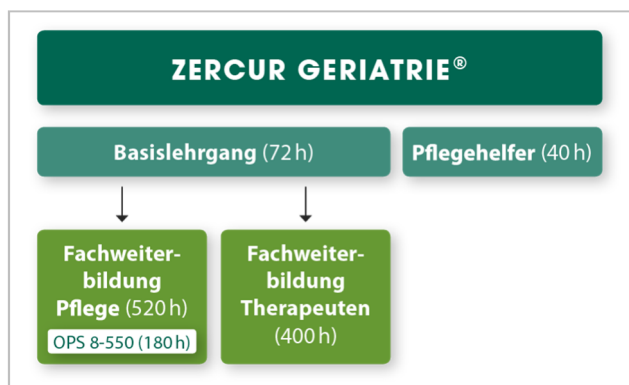 ZERCUR GERIATRIE®
Basislehrgang (72 h)
Pflegehelfer (40 h)
Fachweiter-
bildung
Pflege (520 h)
OPS 8-550 (180 h)
Fachweiter-
bildung
Therapeuten
(400 h)